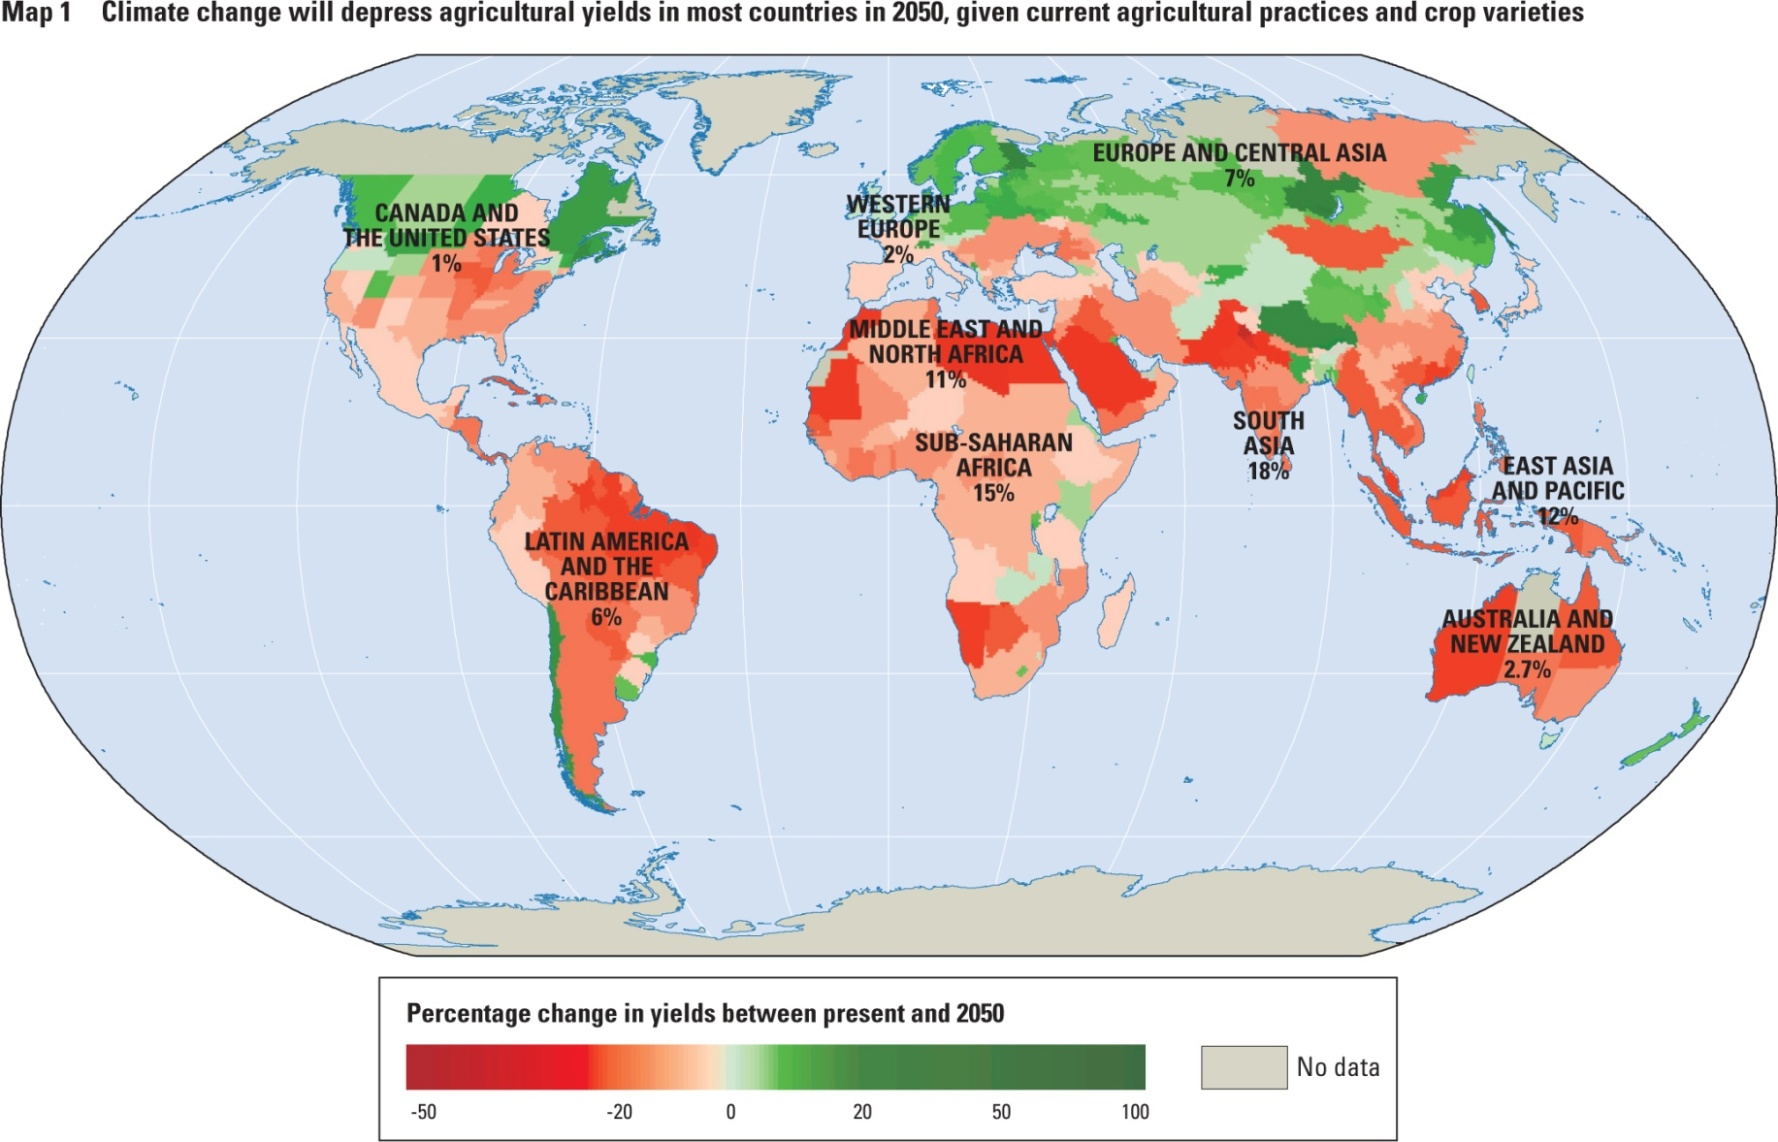 Map 1 Climate change will depress agricultural yields in most countries in 2050, given current agricultural practices and crop varieties
EUROPE AND CENTRAL ASIA
7%
CANADA AND
THE UNITED STATES
1%
WESTERN
EUROPE
2%
MIDDLE EAST AND
NORTH AFRICA
11%
SUB-SAHARAN
AFRICA
15%
SOUTH
ASIA
18%
EAST ASIA
AND PACIFIC
12%
LATIN AMERICA
AND THE
CARIBBEAN
6%
AUSTRALIA AND
NEW ZEALAND
2.7%
Percentage change in yields between present and 2050
No data
-50 -20 0 20 50 100